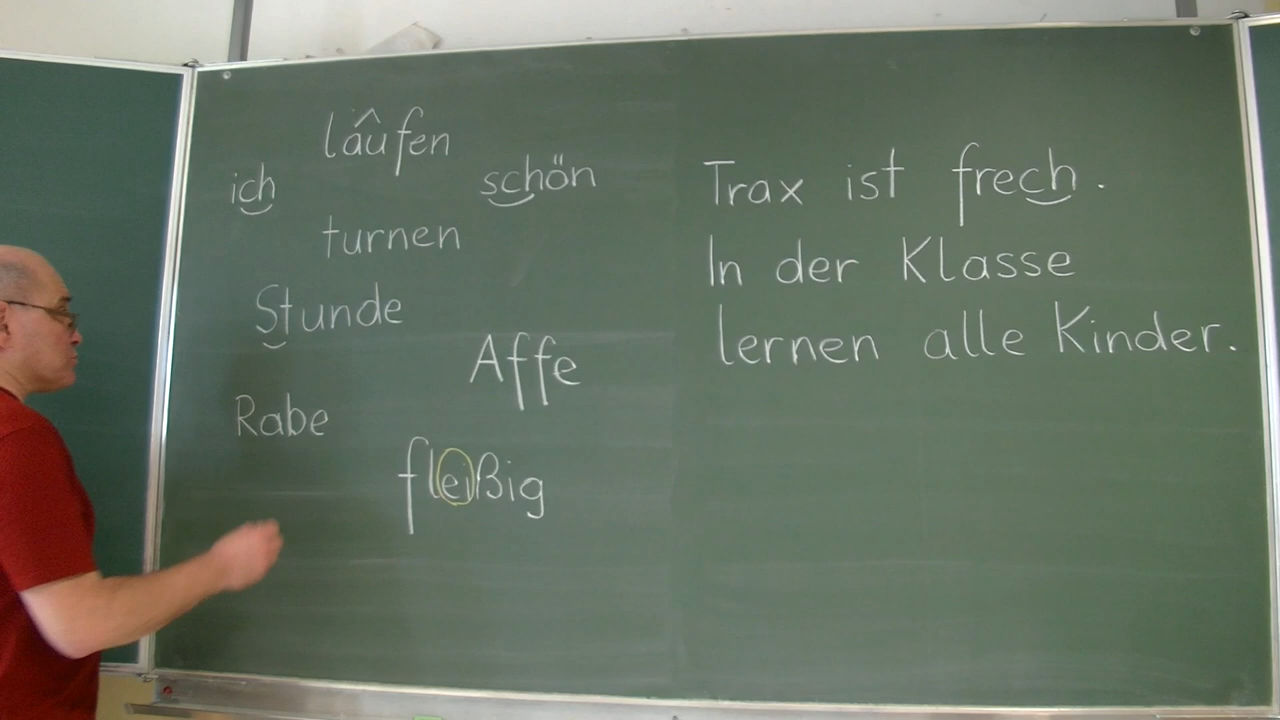 laufen
ich
schön
turnen
Stunde
Affe
Rabe
fleißig
Trax ist frech.
In der Klasse
lernen alle Kinder.